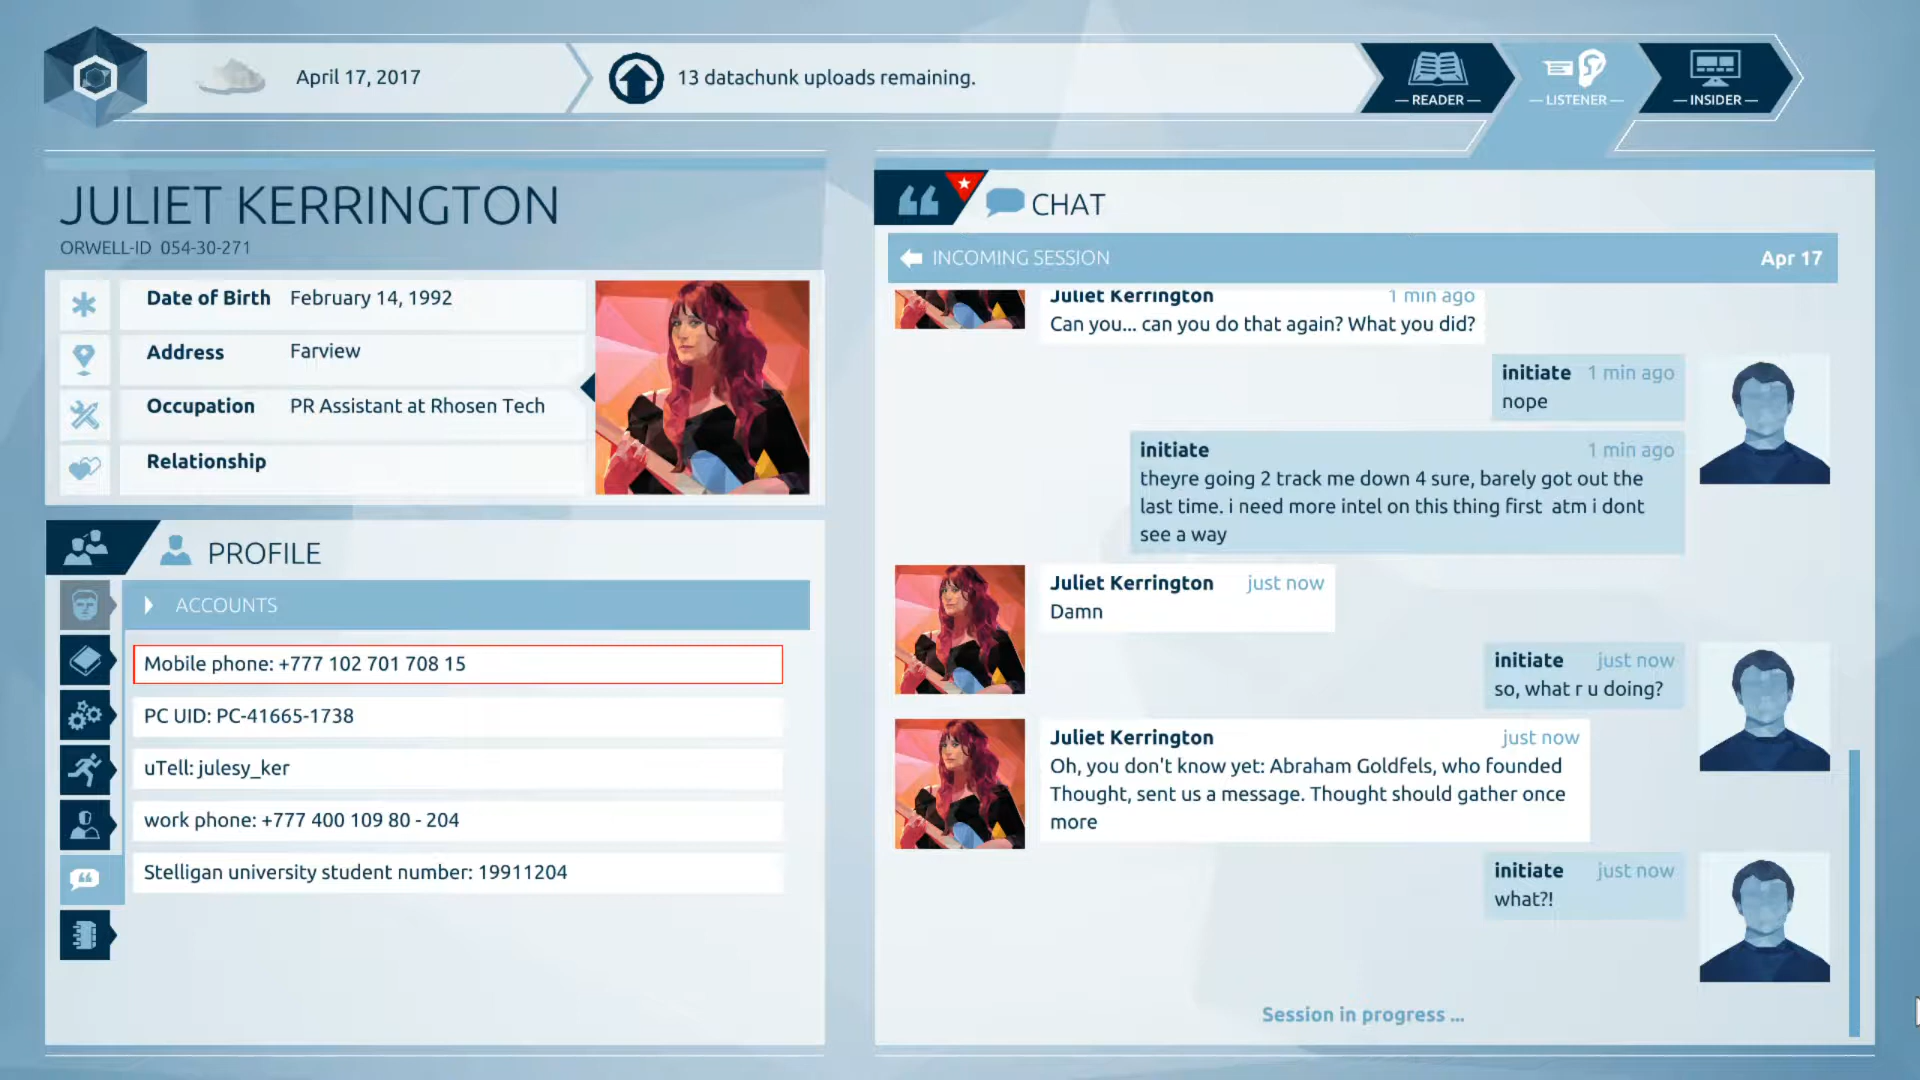 April 17, 2017
13 datachunk uploads remaining.
READER
LISTENER
INSIDER
JULIET KERRINGTON
ORWELL-ID 054-30-271
Date of Birth February 14, 1992
Address Farview
Occupation PR Assistant at Rhosen Tech
Relationship
PROFILE
ACCOUNTS
Mobile phone: +777 102 701 708 15
PC UID: PC-41665-1738
uTell: julesy_ker
work phone: +777 400 109 80 - 204
Stelligan university student number: 19911204
CHAT
INCOMING SESSION Apr 17
Juliet Kerrington 1 min ago
Can you... can you do that again? What you did?
initiate 1 min ago
nope
initiate 1 min ago
theyre going 2 track me down 4 sure, barely got out the
last time. i need more intel on this thing first atm i dont
see a way
Juliet Kerrington just now
Damn
initiate just now
so, what r u doing?
Juliet Kerrington just now
Oh, you don't know yet: Abraham Goldfels, who founded
Thought, sent us a message. Thought should gather once
more
initiate just now
what?!
Session in progress ...